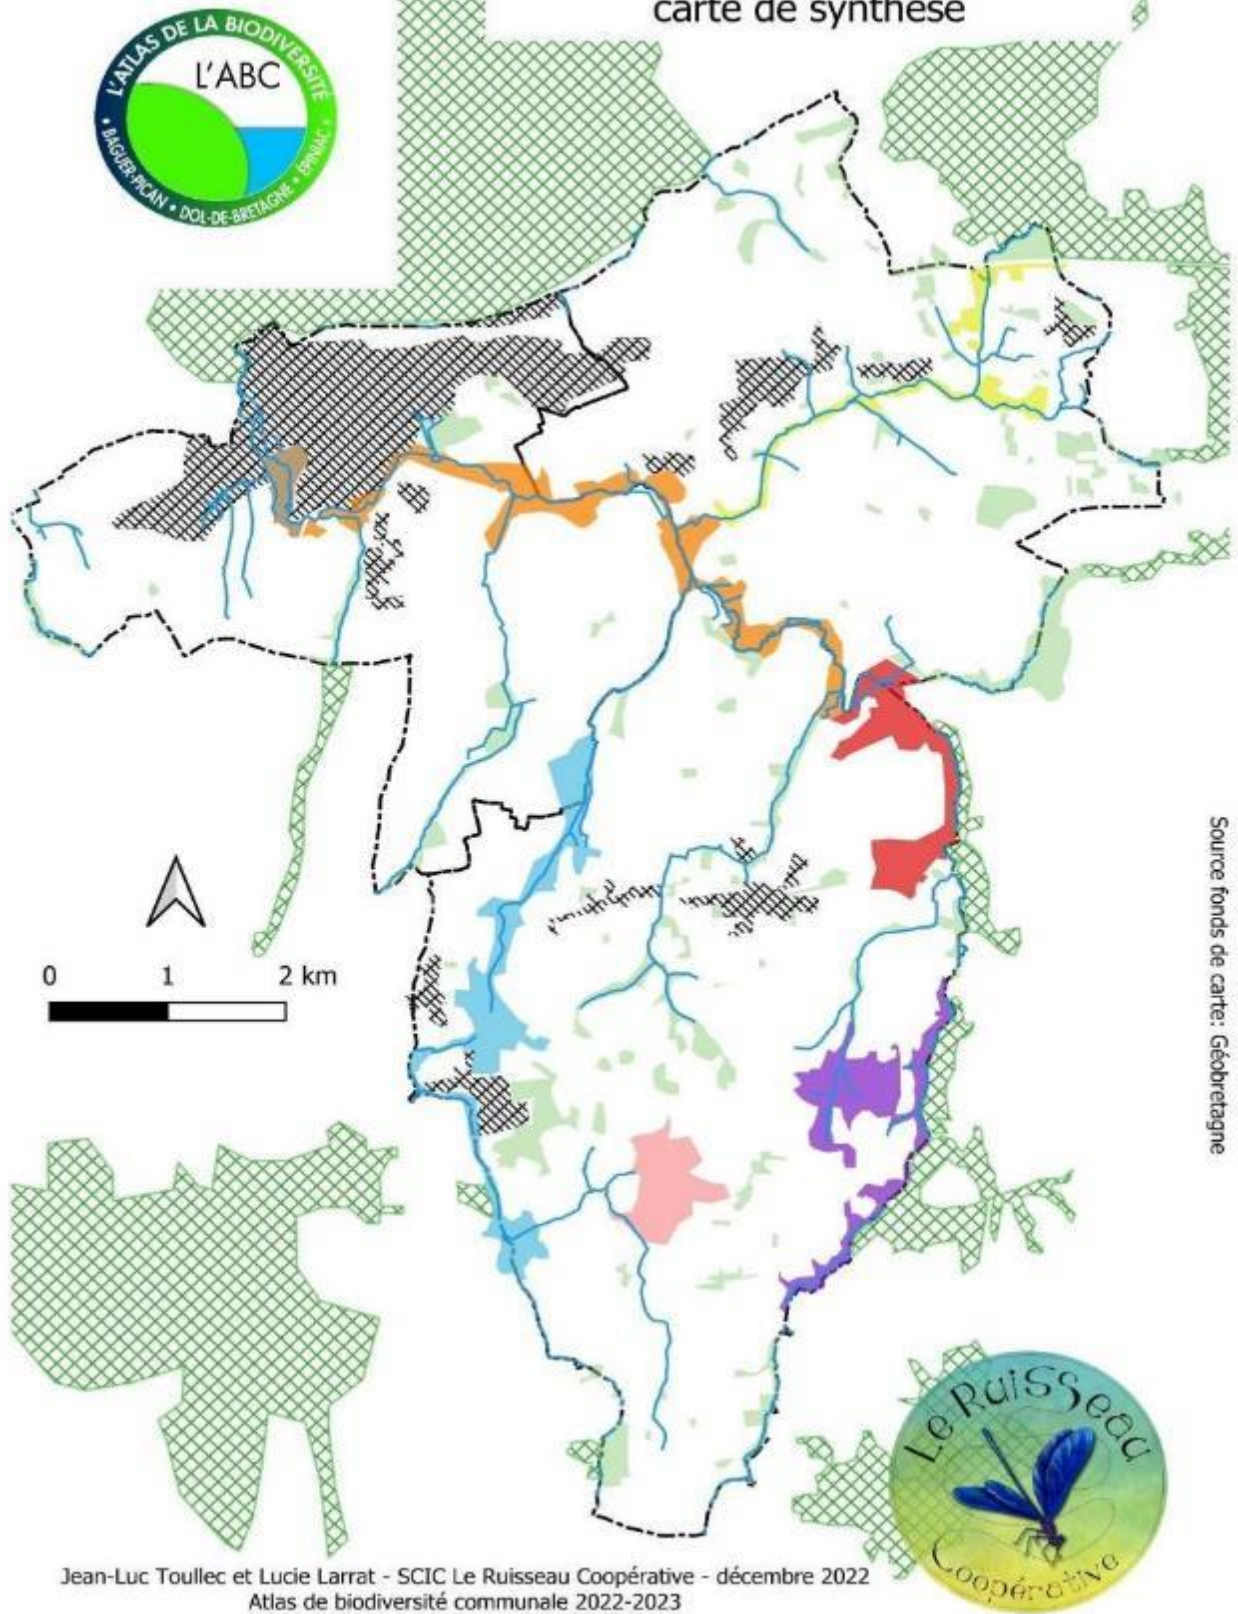 carte de synthèse
L'ATLAS DE LA BIODIVERSITÉ
L'ABC
• BAGUER-PICAN • DOL-DE-BRETAGNE • EPINIAC •
0 1 2 km
Source fonds de carte: Géobretagne
Le Ruisseau
Coopérative
Jean-Luc Toullec et Lucie Larrat - SCIC Le Ruisseau Coopérative - décembre 2022
Atlas de biodiversité communale 2022-2023